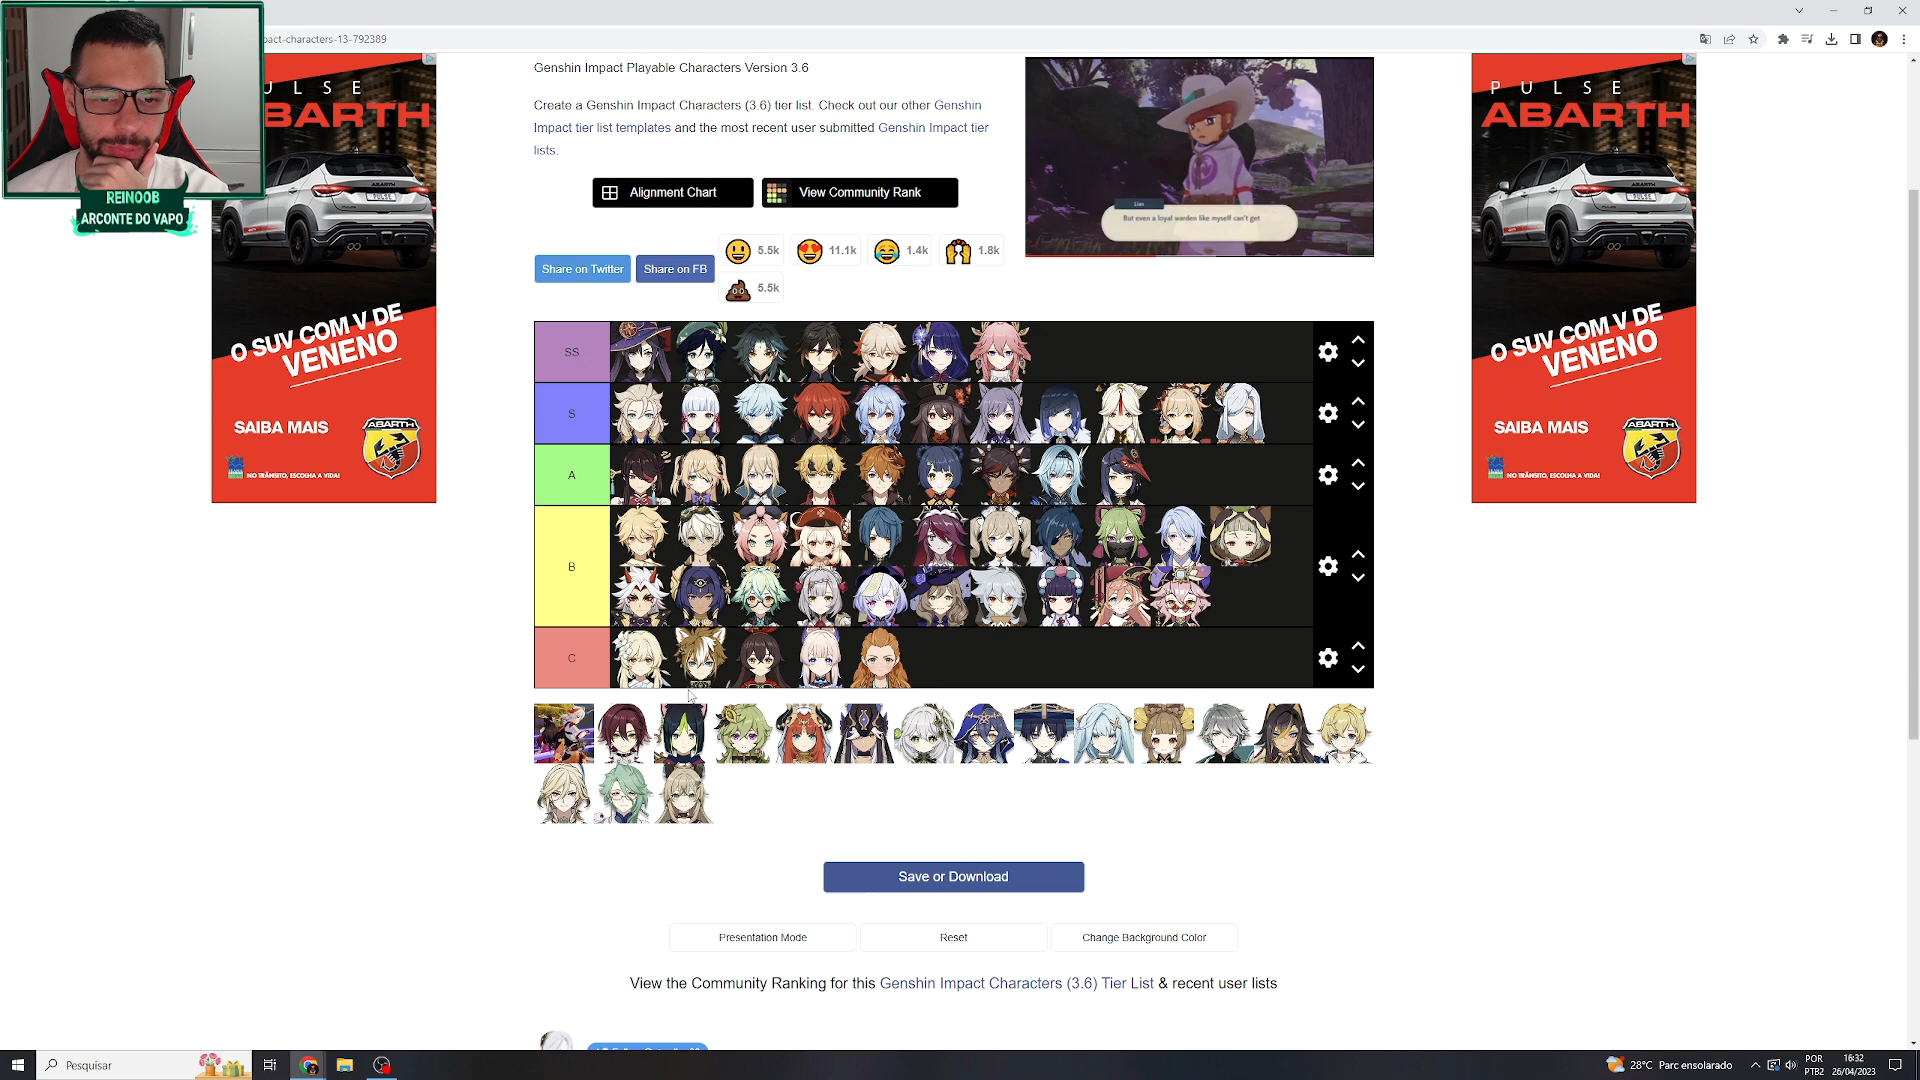 pact-characters-13-792389
REINOOB
ARCONTE DO VAPO
ULSE
BARTH
O SUV COM V DE
VENENO
SAIBA MAIS
ABARTH
NO TRÂNSITO, ESCOLHA A VIDA!
Genshin Impact Playable Characters Version 3.6
Create a Genshin Impact Characters (3.6) tier list. Check out our other Genshin
Impact tier list templates and the most recent user submitted Genshin Impact tier
lists.
Alignment Chart
View Community Rank
Share on Twitter
Share on FB
5.5k
11.1k
1.4k
1.8k
5.5k
Lian
But even a loyal warden like myself can't get
PULSE
ABARTH
O SUV COM V DE
VENENO
SAIBA MAIS
ABARTH
NO TRÂNSITO, ESCOLHA A VIDA!
SS
S
A
B
C
Save or Download
Presentation Mode
Reset
Change Background Color
View the Community Ranking for this Genshin Impact Characters (3.6) Tier List & recent user lists
Pesquisar
28°C Parc ensolarado
POR
PTB2
16:32
26/04/2023